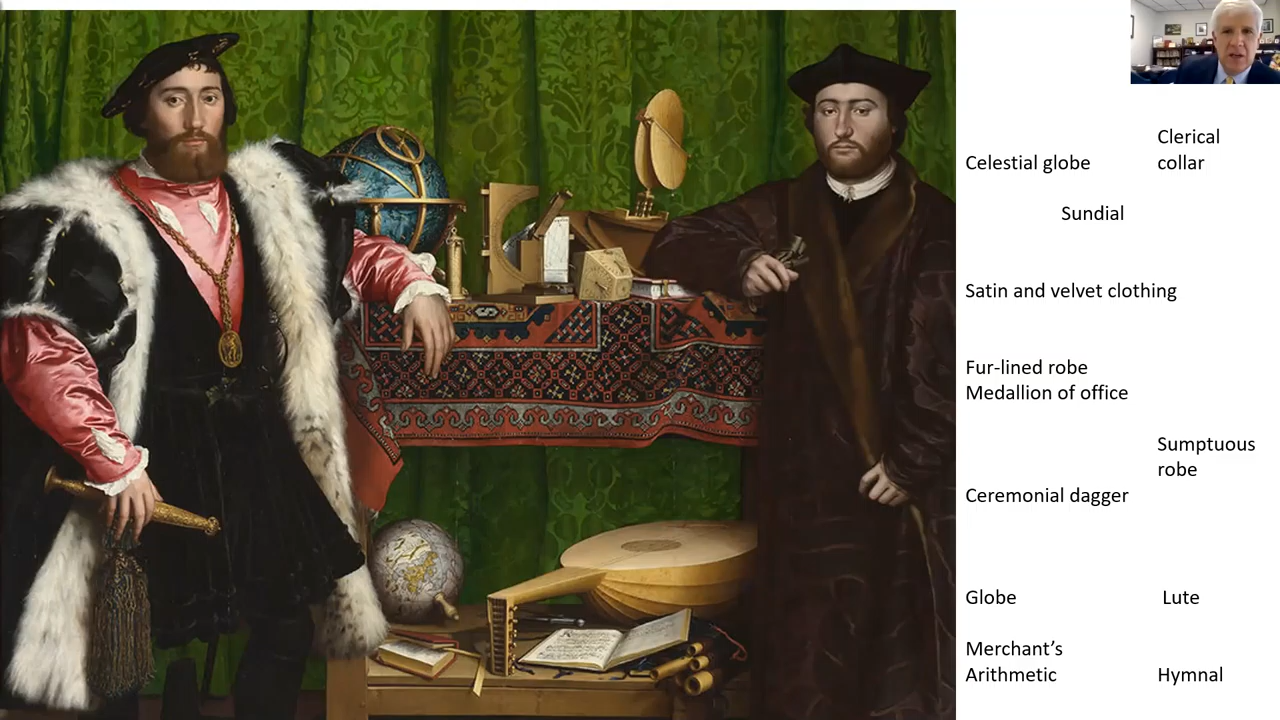 Clerical
collar
Celestial globe
Sundial
Satin and velvet clothing
Fur-lined robe
Medallion of office
Sumptuous
robe
Ceremonial dagger
Globe
Lute
Merchant’s
Arithmetic
Hymnal